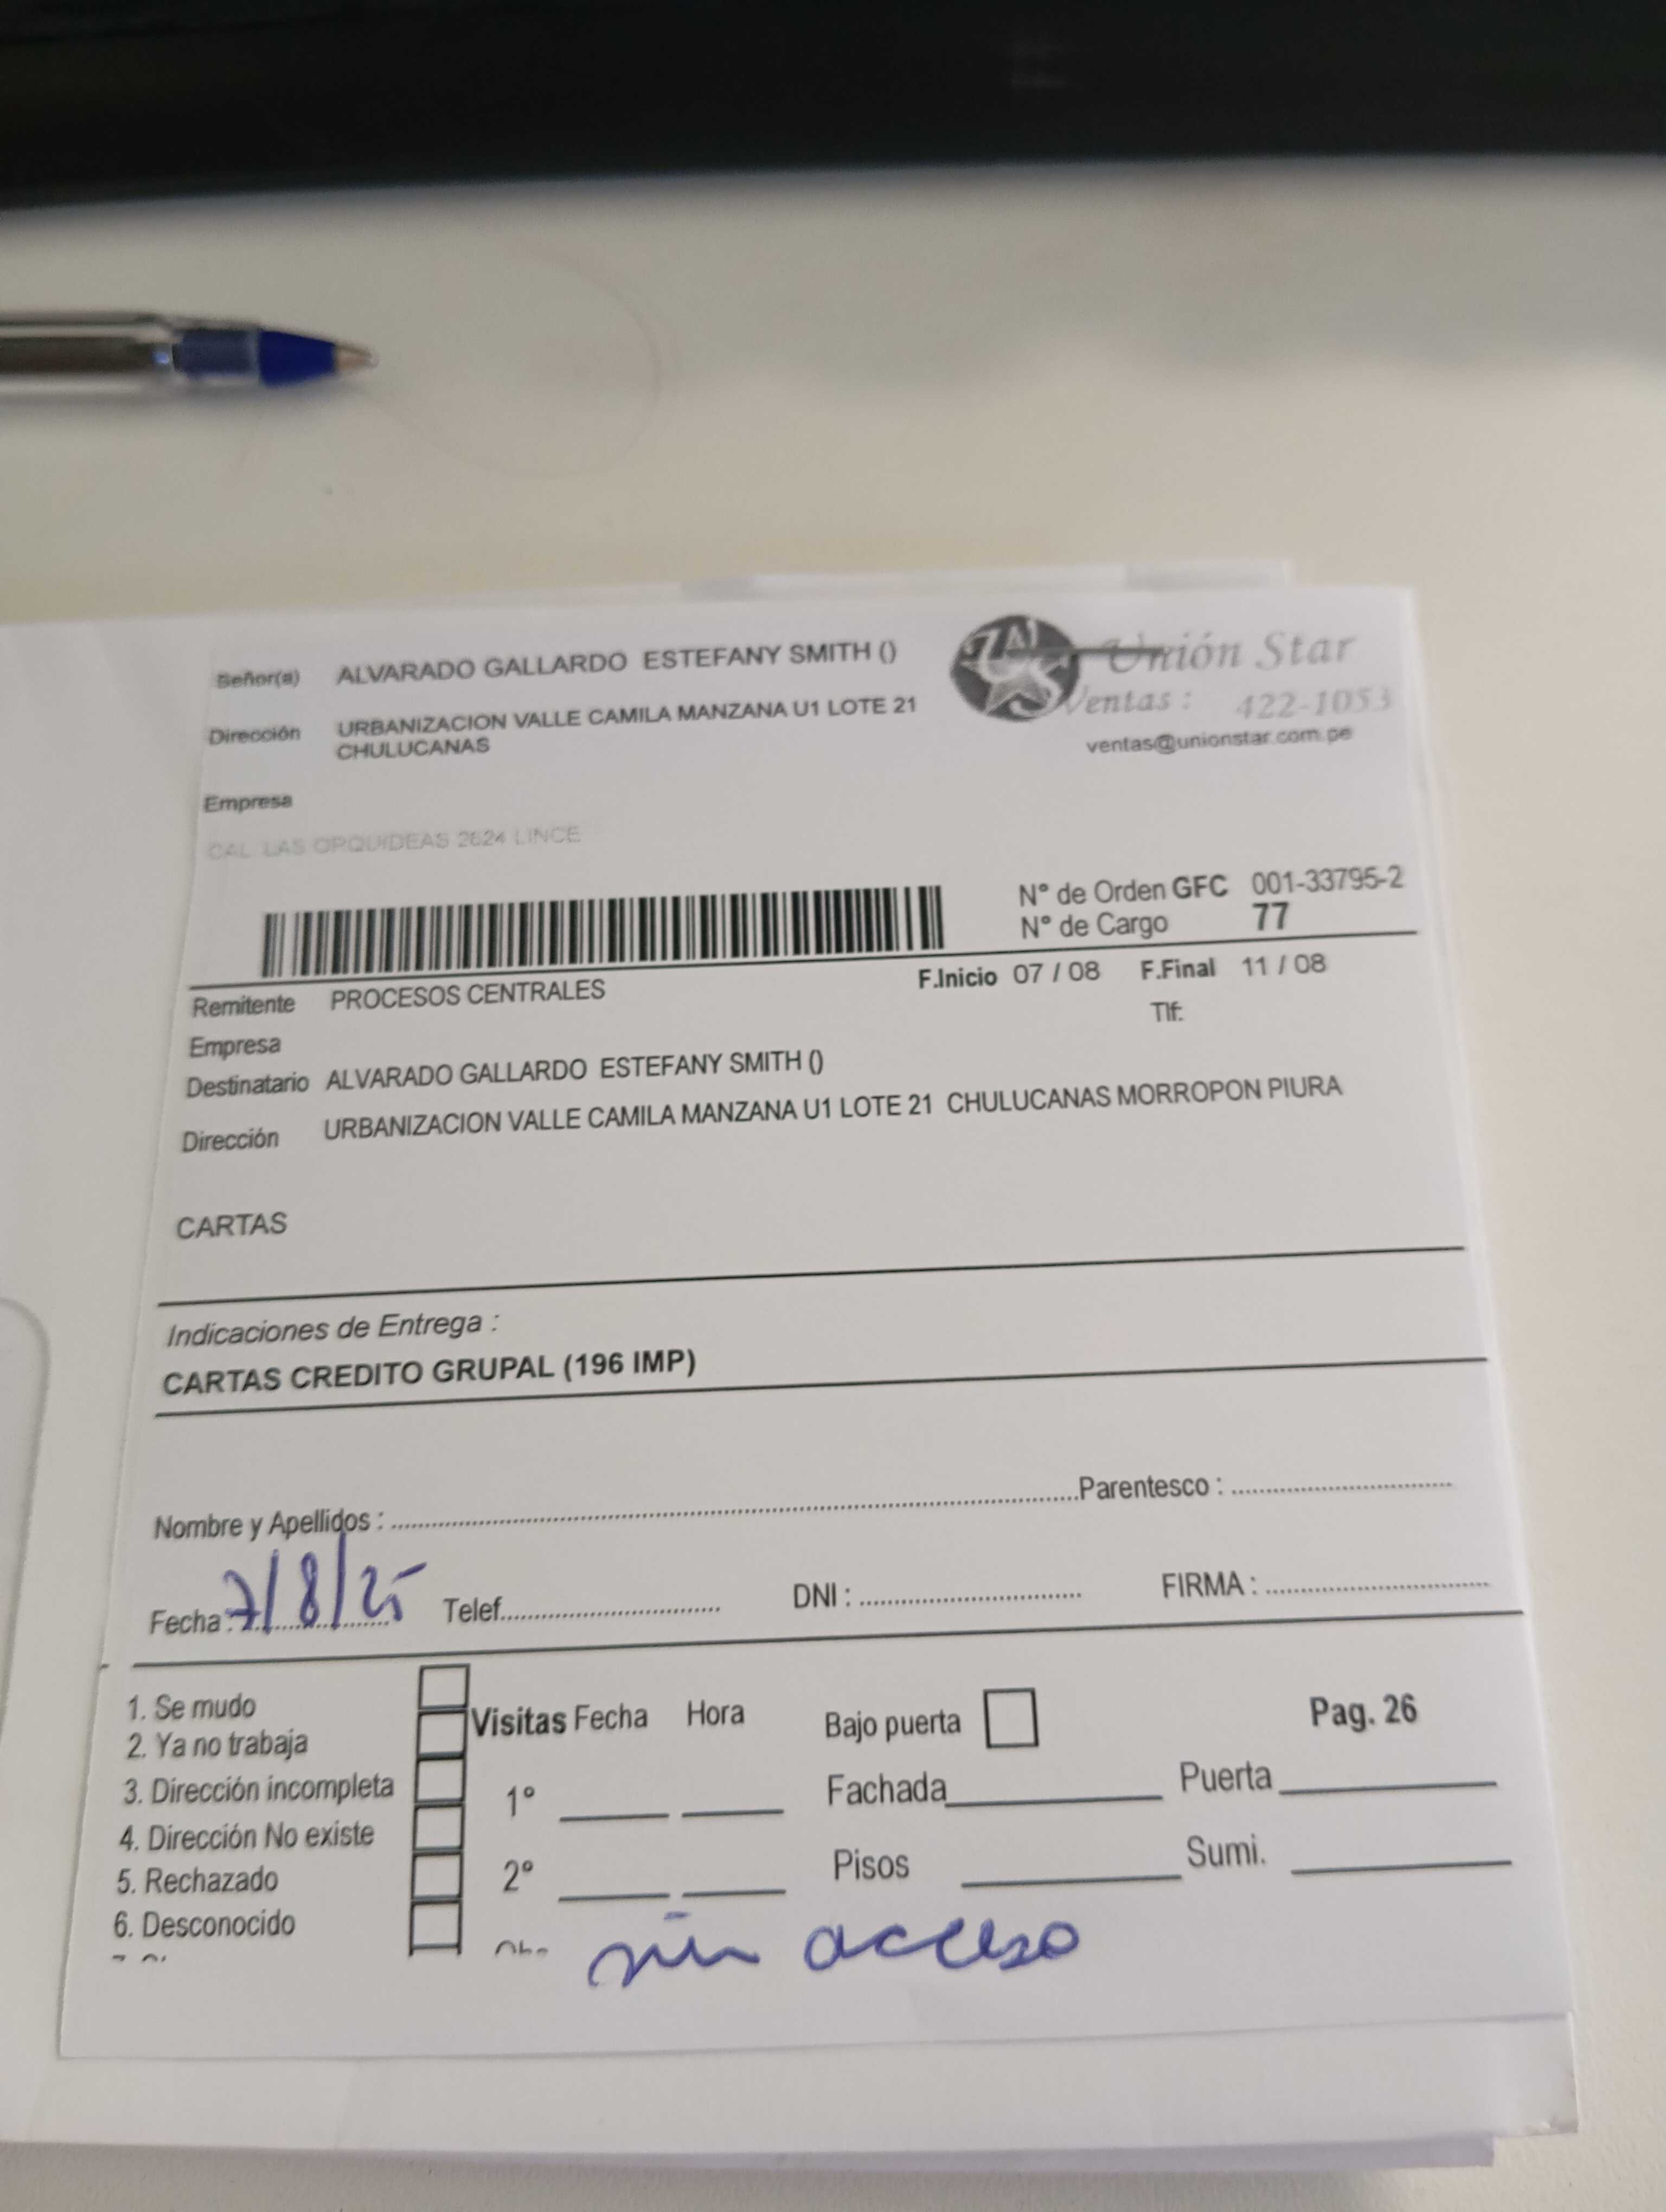 Señor(a) ALVARADO GALLARDO ESTEFANY SMITH ()
Unión Star
Ventas : 422-1053
ventas@unionstar.com.pe
Dirección URBANIZACION VALLE CAMILA MANZANA U1 LOTE 21
CHULUCANAS
Empresa
CAL LAS ORQUIDEAS 2624 LINCE
N° de Orden GFC 001-33795-2
N° de Cargo 77
Remitente PROCESOS CENTRALES F.Inicio 07 / 08 F.Final 11 / 08
Empresa Tlf:
Destinatario ALVARADO GALLARDO ESTEFANY SMITH ()
Dirección URBANIZACION VALLE CAMILA MANZANA U1 LOTE 21 CHULUCANAS MORROPON PIURA
CARTAS
Indicaciones de Entrega :
CARTAS CREDITO GRUPAL (196 IMP)
Nombre y Apellidos : Parentesco :
Fecha : 7/8/25 Telef. DNI : FIRMA :
1. Se mudo
2. Ya no trabaja
3. Dirección incompleta
4. Dirección No existe
5. Rechazado
6. Desconocido
Visitas Fecha Hora
1°
2°
Bajo puerta Pag. 26
Fachada Puerta
Pisos Sumi.
sin acceso